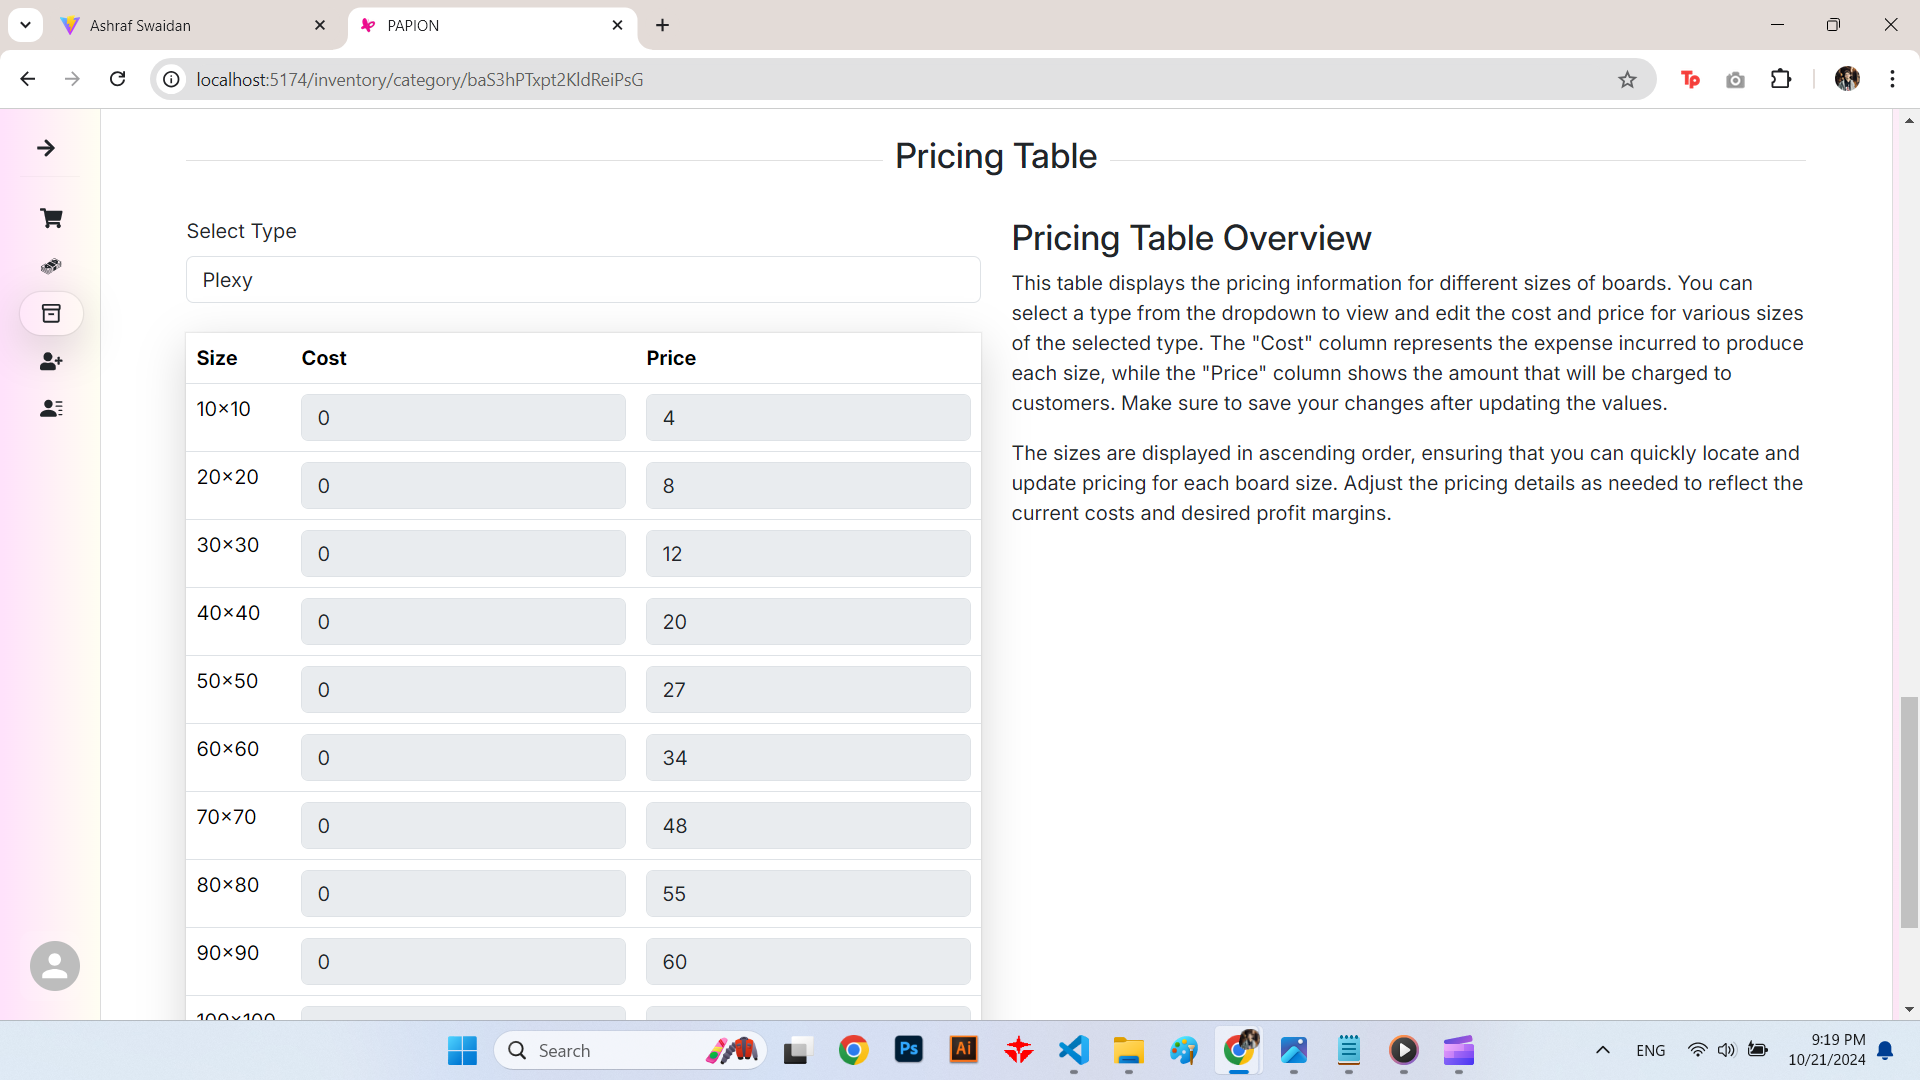 Ashraf Swaidan
PAPION
localhost:5174/inventory/category/baS3hPTxpt2KldReiPsG
Tp
Pricing Table
Select Type
Plexy
Size Cost Price
10×10 0 4
20×20 0 8
30×30 0 12
40×40 0 20
50×50 0 27
60×60 0 34
70×70 0 48
80×80 0 55
90×90 0 60
100×100
Pricing Table Overview
This table displays the pricing information for different sizes of boards. You can
select a type from the dropdown to view and edit the cost and price for various sizes
of the selected type. The "Cost" column represents the expense incurred to produce
each size, while the "Price" column shows the amount that will be charged to
customers. Make sure to save your changes after updating the values.
The sizes are displayed in ascending order, ensuring that you can quickly locate and
update pricing for each board size. Adjust the pricing details as needed to reflect the
current costs and desired profit margins.
Search
Ps
Ai
ENG
9:19 PM
10/21/2024